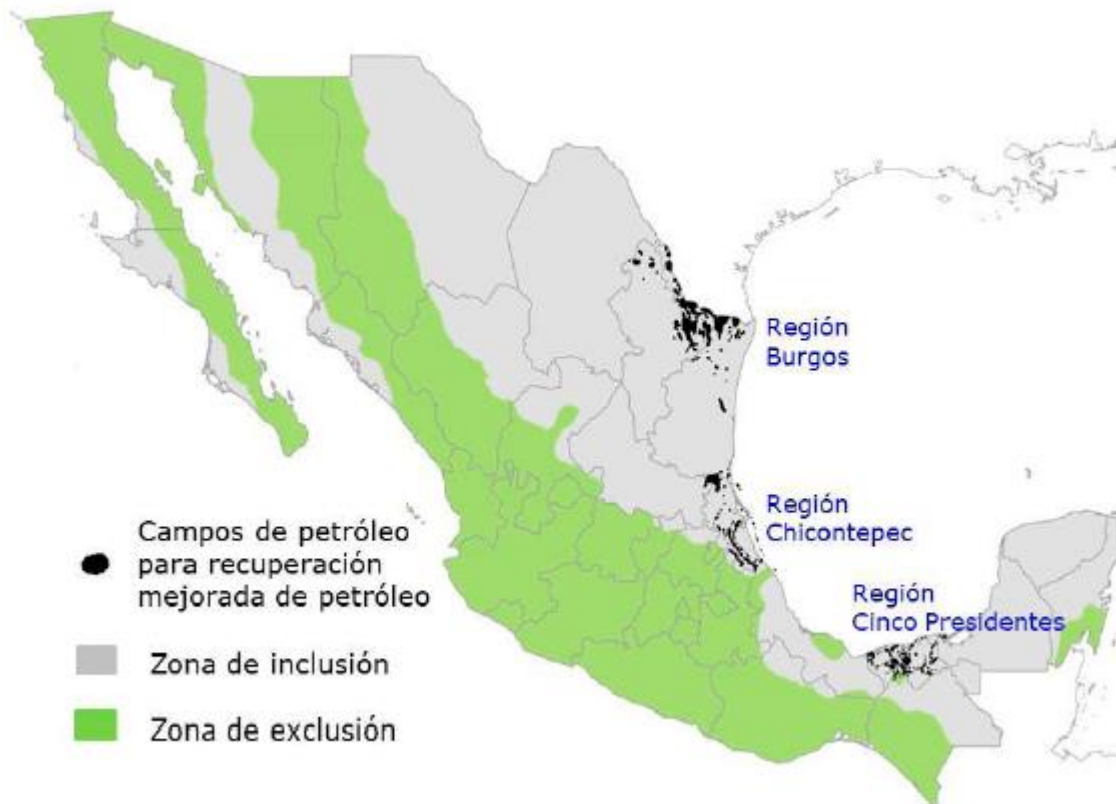 Región
Burgos
Región
Chicontepec
Campos de petróleo
para recuperación
mejorada de petróleo
Región
Cinco Presidentes
Zona de inclusión
Zona de exclusión